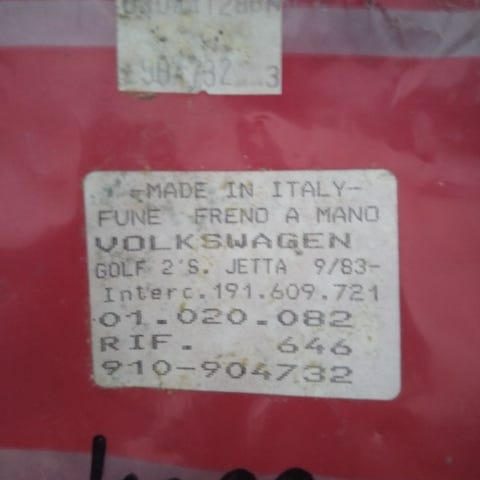 -MADE IN ITALY-
FUNE FRENO A MANO
VOLKSWAGEN
GOLF 2'S. JETTA 9/83-
Interc.191.609.721
01.020.082
RIF. 646
910-904732